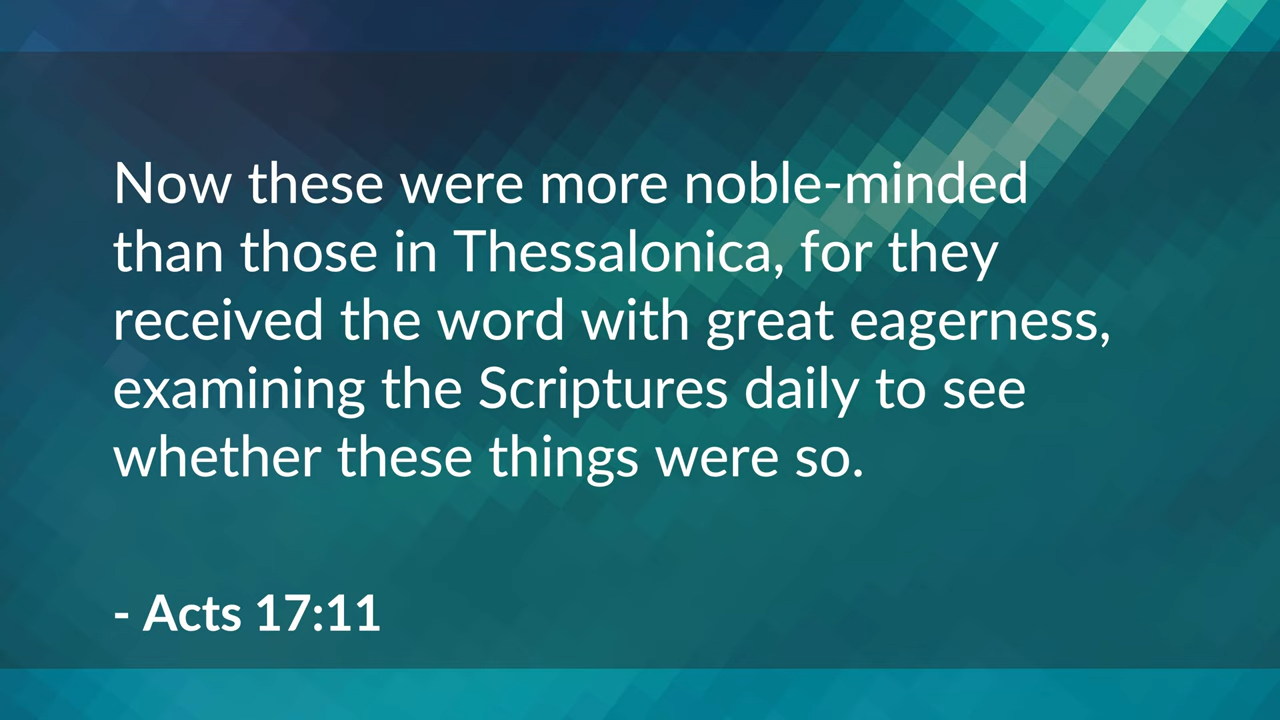 Now these were more noble-minded
than those in Thessalonica, for they
received the word with great eagerness,
examining the Scriptures daily to see
whether these things were so.
- Acts 17:11